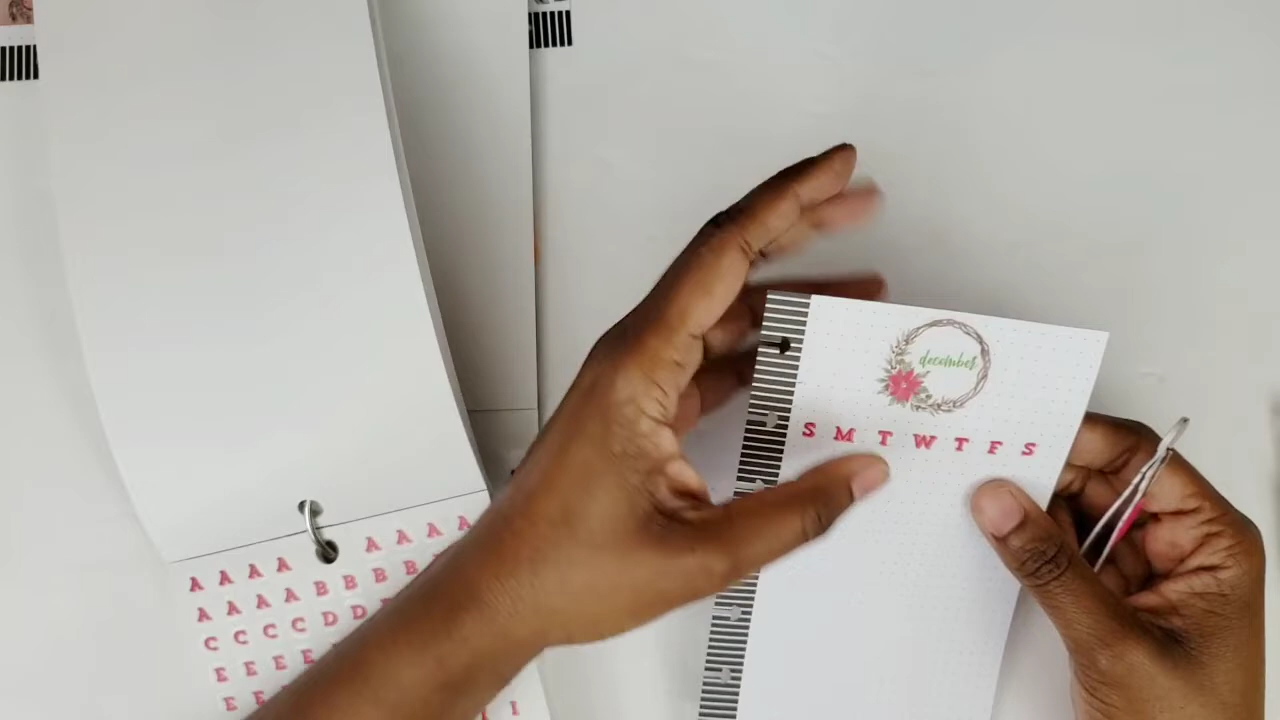 december
S M T W T F S
A A A A A A A A
A A A A B B B B
C C C C D D
E E E E
E E
I